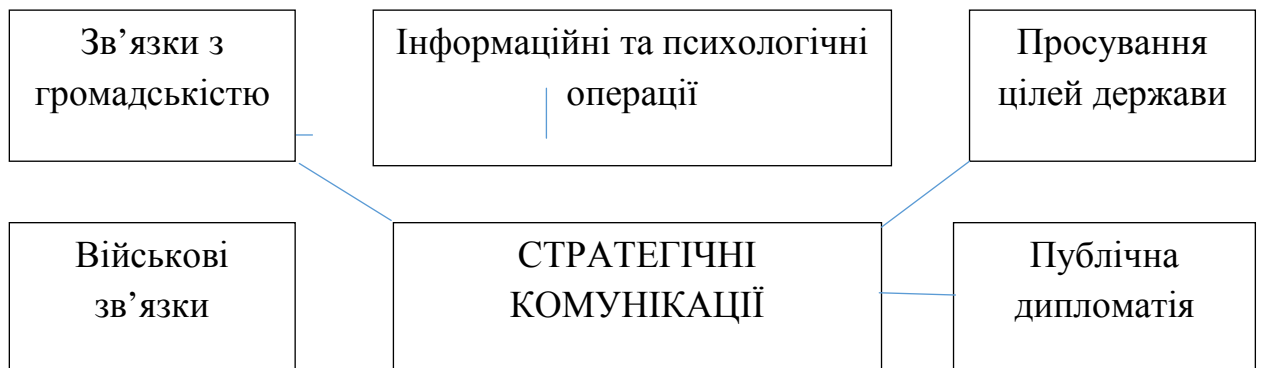 Зв’язки з
громадськістю
Інформаційні та психологічні
операції
Просування
цілей держави
Військові
зв’язки
СТРАТЕГІЧНІ
КОМУНІКАЦІЇ
Публічна
дипломатія